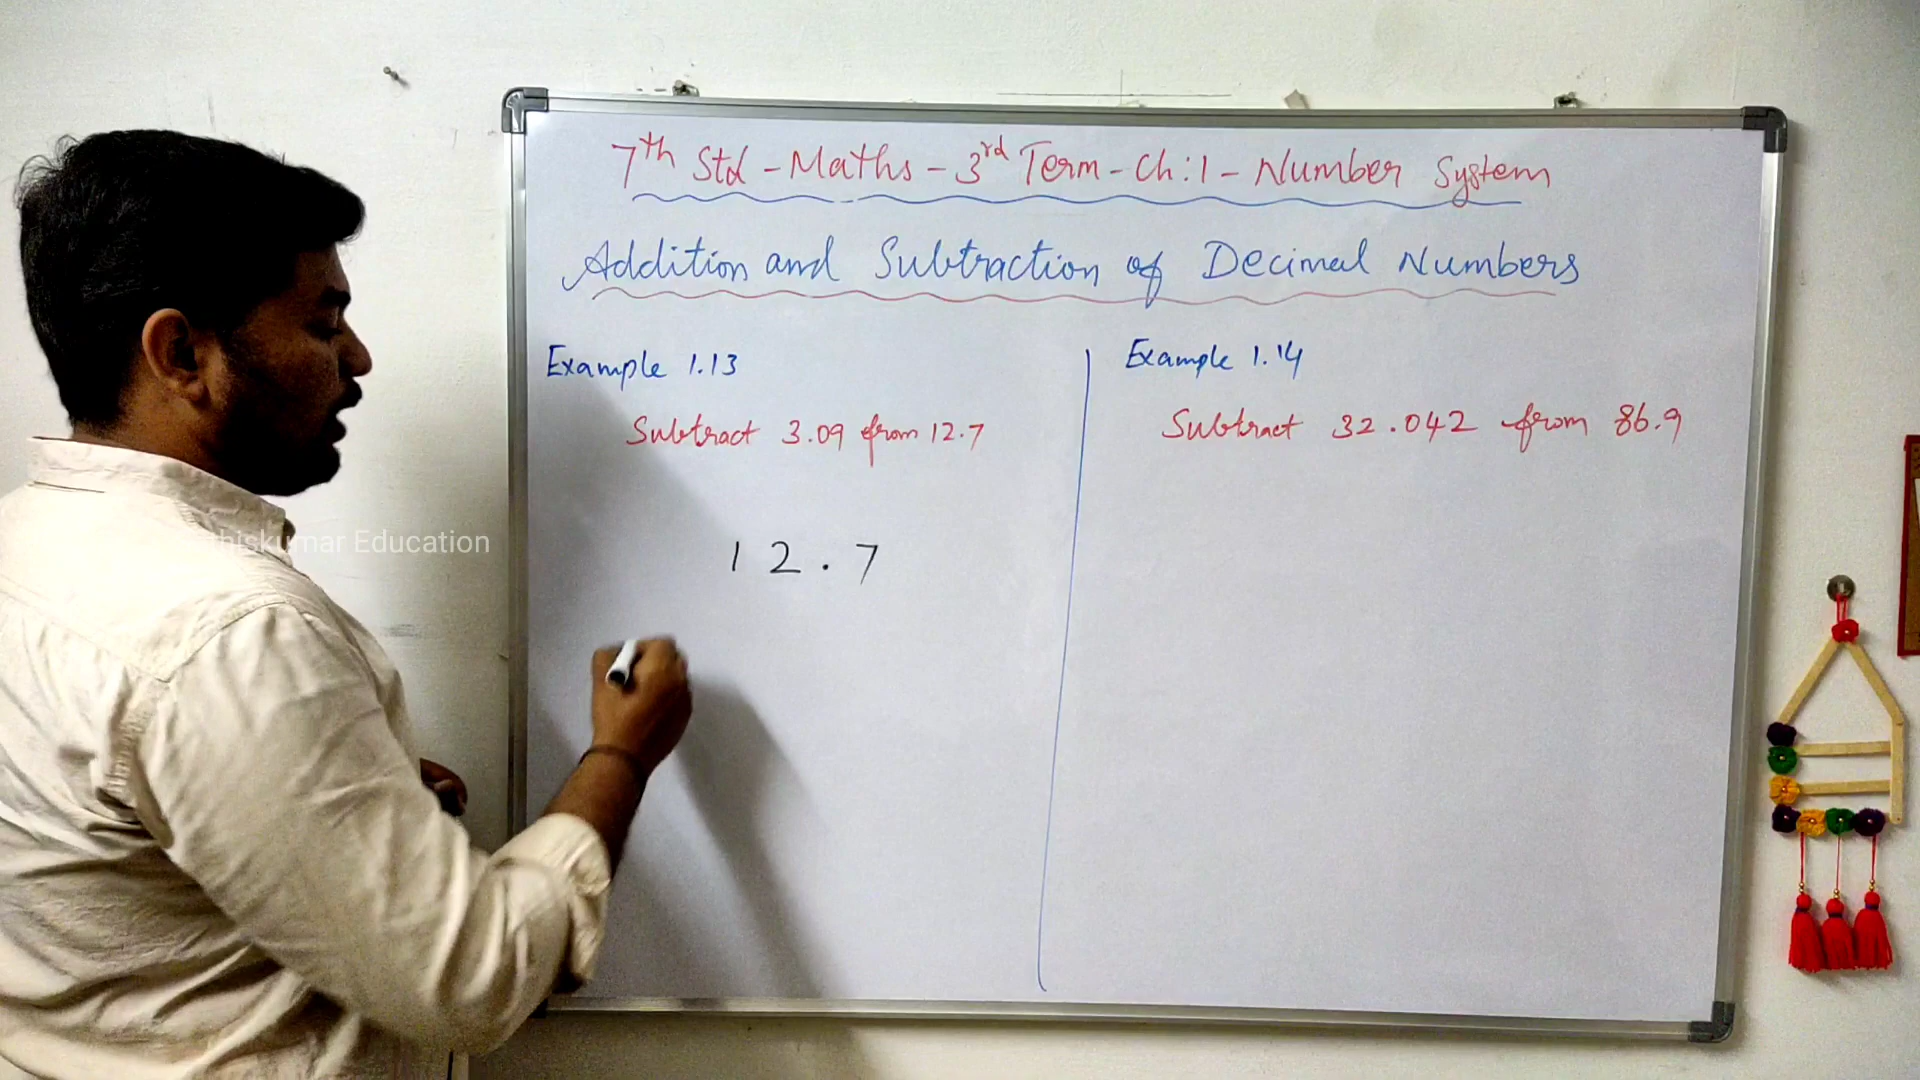 7th Std - Maths - 3rd Term - Ch:1 - Number System
Addition and Subtraction of Decimal Numbers
Example 1.13
Subtract 3.09 from 12.7
12.7
Example 1.14
Subtract 32.042 from 86.9
Education